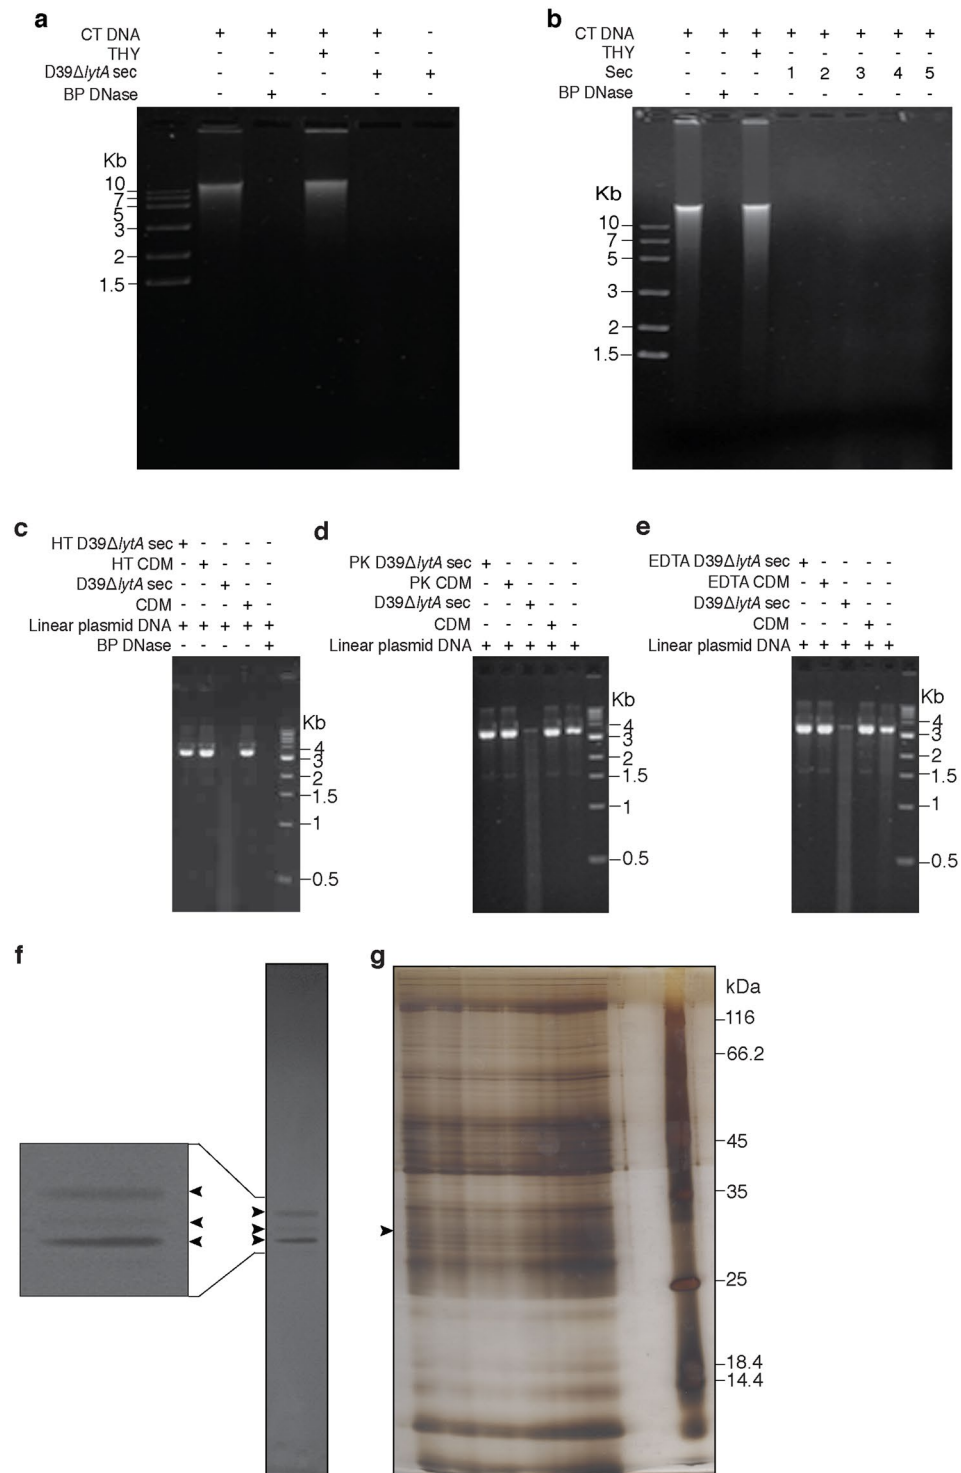 a
CT DNA + + + + -
THY - - + - -
D39ΔlytA sec - - - + +
BP DNase - + - - -
Kb
10
7
5
3
2
1.5
b
CT DNA + + + + + + + +
THY - - + - - - - -
Sec - - - 1 2 3 4 5
BP DNase - + - - - - - -
Kb
10
7
5
3
2
1.5
c
HT D39ΔlytA sec + - - - -
HT CDM - + - - -
D39ΔlytA sec - - + - -
CDM - - - + -
Linear plasmid DNA + + + + +
BP DNase - - - - +
Kb
4
3
2
1.5
1
0.5
d
PK D39ΔlytA sec + - - - -
PK CDM - + - - -
D39ΔlytA sec - - + - -
CDM - - - + -
Linear plasmid DNA + + + + +
Kb
4
3
2
1.5
1
0.5
e
EDTA D39ΔlytA sec + - - - -
EDTA CDM - + - - -
D39ΔlytA sec - - + - -
CDM - - - + -
Linear plasmid DNA + + + + +
Kb
4
3
2
1.5
1
0.5
f
g
kDa
116
66.2
45
35
25
18.4
14.4